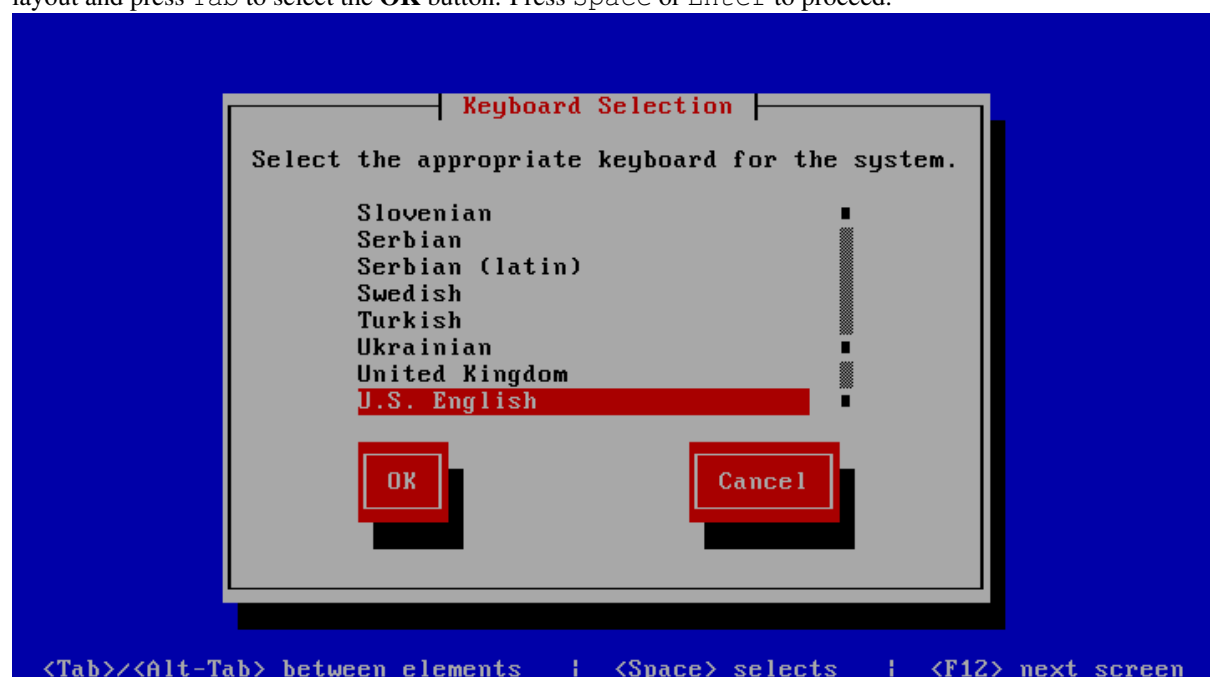 layout and press Tab to select the OK button. Press Space or Enter to proceed.
Keyboard Selection
Select the appropriate keyboard for the system.
Slovenian
Serbian
Serbian (latin)
Swedish
Turkish
Ukrainian
United Kingdom
U.S. English
OK Cancel
<Tab>/<Alt-Tab> between elements | <Space> selects | <F12> next screen